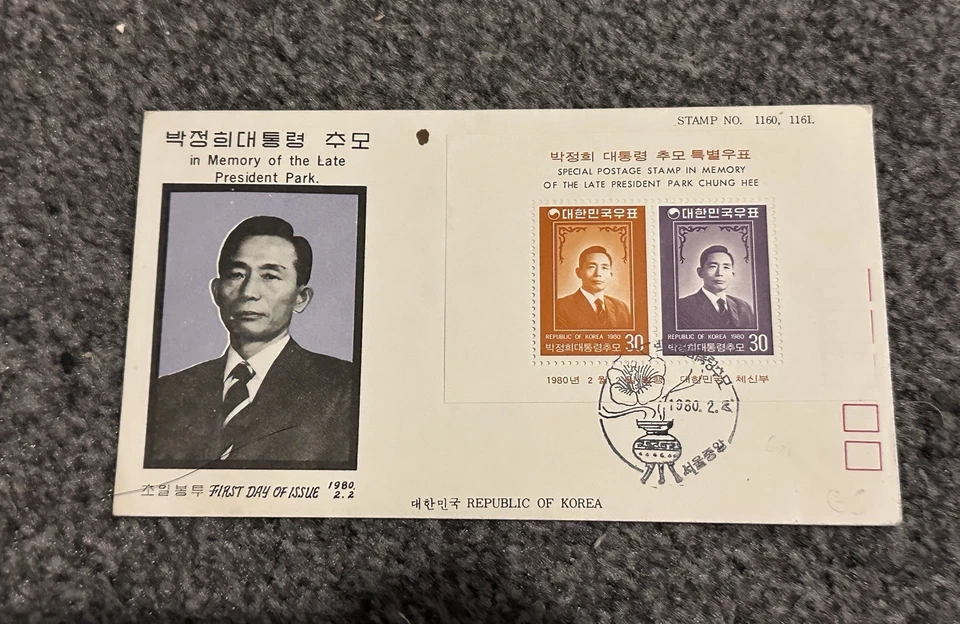 박정희대통령 추모
in Memory of the Late
President Park.
초일봉투 FIRST DAY OF ISSUE 1980.
2.2
STAMP NO. 1160, 1161.
박정희 대통령 추모 특별우표
SPECIAL POSTAGE STAMP IN MEMORY
OF THE LATE PRESIDENT PARK CHUNG HEE
대한민국우표
REPUBLIC OF KOREA 1980
박정희대통령추모 30
대한민국우표
REPUBLIC OF KOREA 1980
박정희대통령추모 30
1980년 2월 대한민국 체신부
1980. 2.
서울중앙
대한민국 REPUBLIC OF KOREA